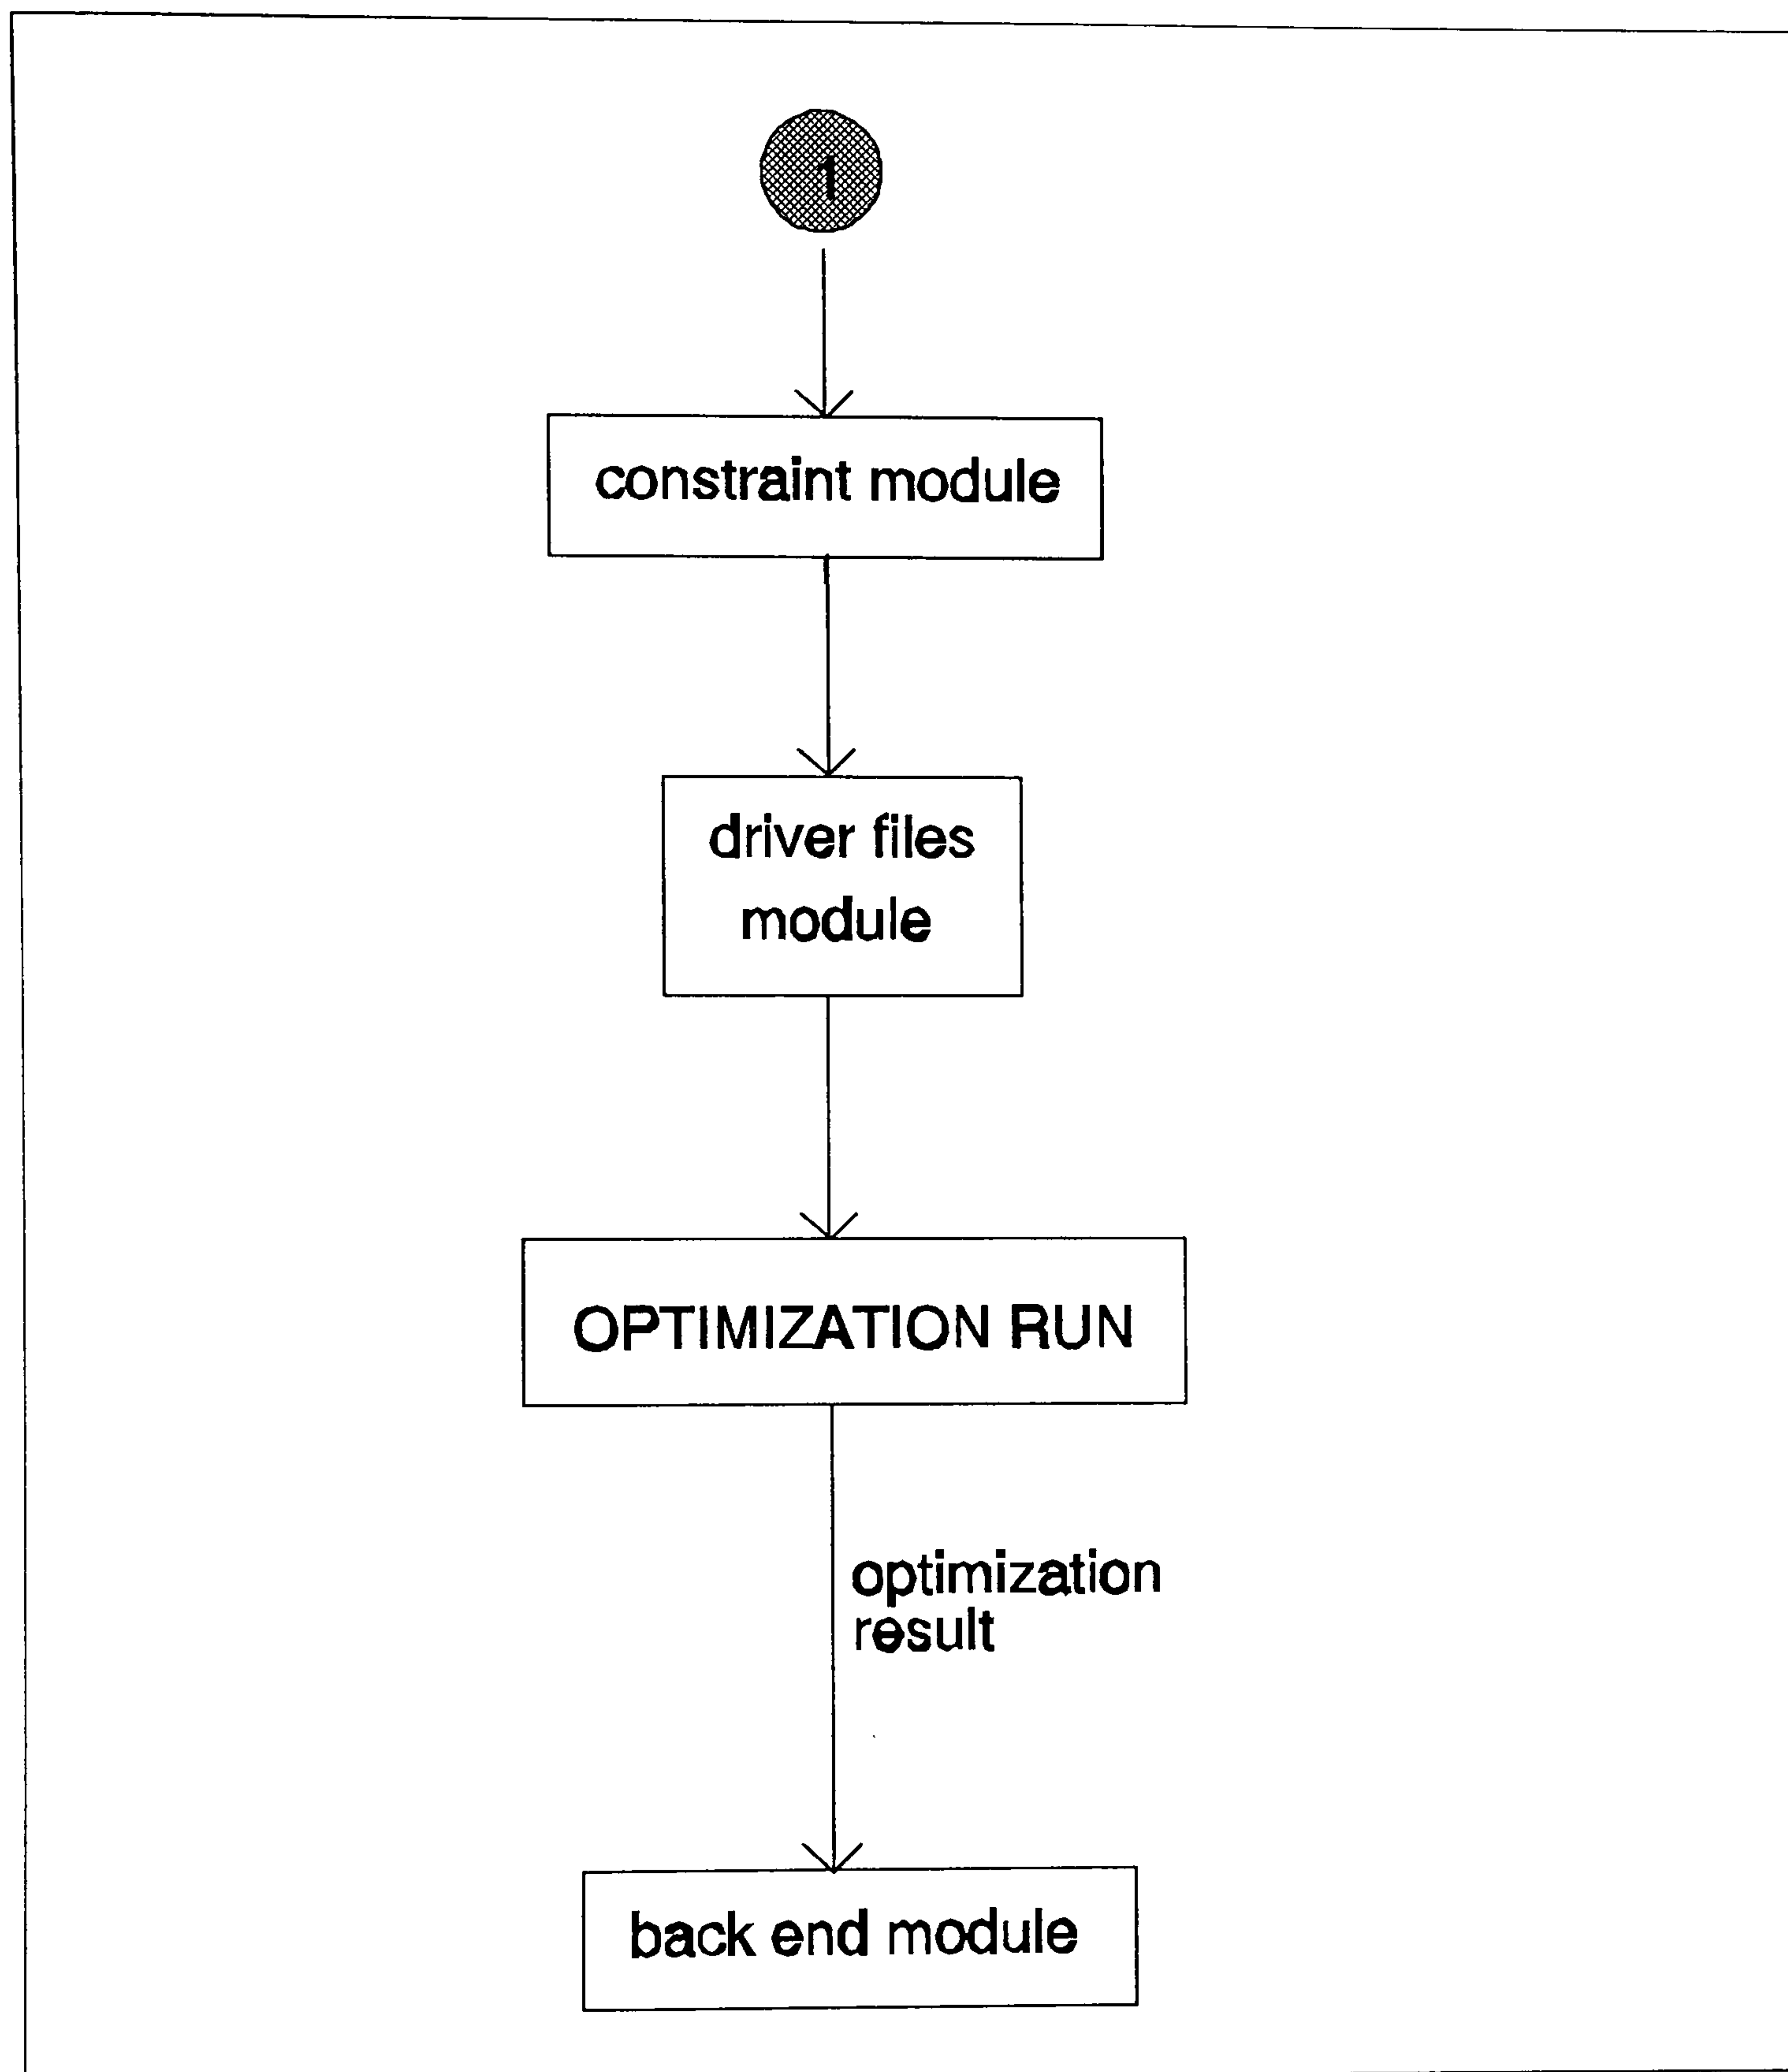 1
constraint module
driver files
module
OPTIMIZATION RUN
optimization
result
back end module